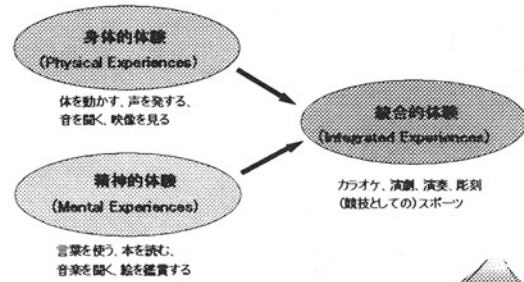 身体的体験
(Physical Experiences)
体を動かす、声を発する、
音を聞く、映像を見る
統合的体験
(Integrated Experiences)
カラオケ、演劇、演奏、彫刻
(競技としての)スポーツ
精神的体験
(Mental Experiences)
言葉を使う、本を読む、
音楽を聞く、絵を鑑賞する